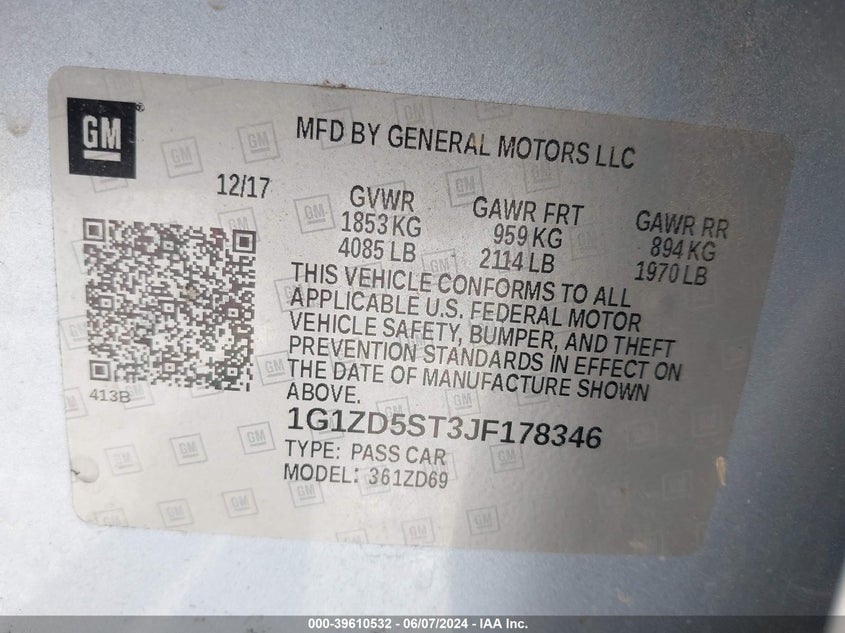 GM
MFD BY GENERAL MOTORS LLC
12/17
GVWR
1853 KG
4085 LB
GAWR FRT
959 KG
2114 LB
GAWR RR
894 KG
1970 LB
THIS VEHICLE CONFORMS TO ALL
APPLICABLE U.S. FEDERAL MOTOR
VEHICLE SAFETY, BUMPER, AND THEFT
PREVENTION STANDARDS IN EFFECT ON
THE DATE OF MANUFACTURE SHOWN
ABOVE.
413B
1G1ZD5ST3JF178346
TYPE: PASS CAR
MODEL: 361ZD69
000-39610532 - 06/07/2024 - IAA Inc.